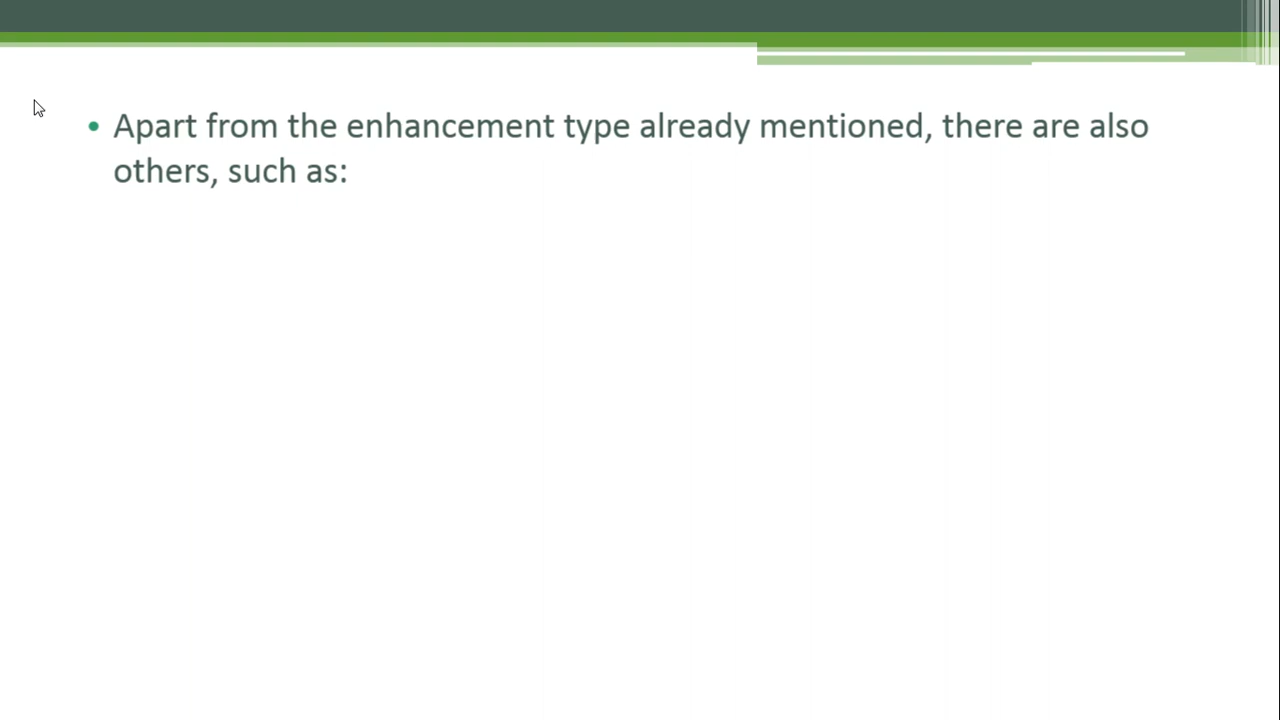 • Apart from the enhancement type already mentioned, there are also
others, such as: